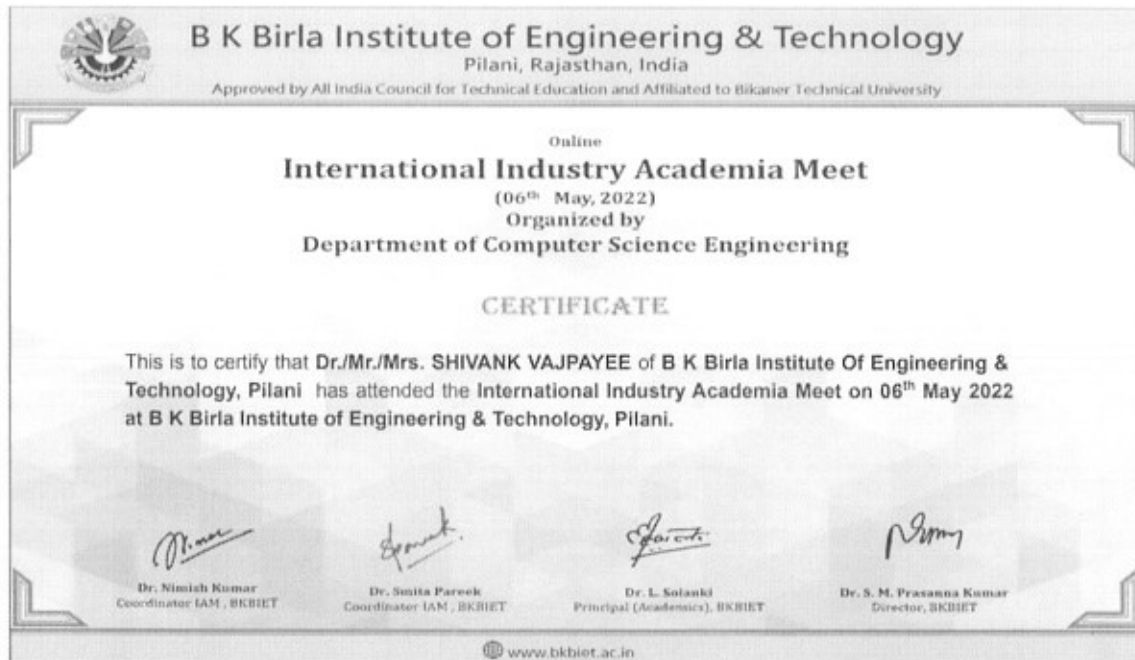 B K Birla Institute of Engineering & Technology
Pilani, Rajasthan, India
Approved by All India Council for Technical Education and Affiliated to Bikaner Technical University
Online
International Industry Academia Meet
(06th May, 2022)
Organized by
Department of Computer Science Engineering
CERTIFICATE
This is to certify that Dr./Mr./Mrs. SHIVANK VAJPAYEE of B K Birla Institute Of Engineering &
Technology, Pilani has attended the International Industry Academia Meet on 06th May 2022
at B K Birla Institute of Engineering & Technology, Pilani.
Dr. Nimish Kumar
Coordinator IAM , BKBIET
Dr. Smita Pareek
Coordinator IAM , BKBIET
Dr. L. Solanki
Principal (Academics), BKBIET
Dr. S. M. Prasanna Kumar
Director, BKBIET
www.bkbiet.ac.in